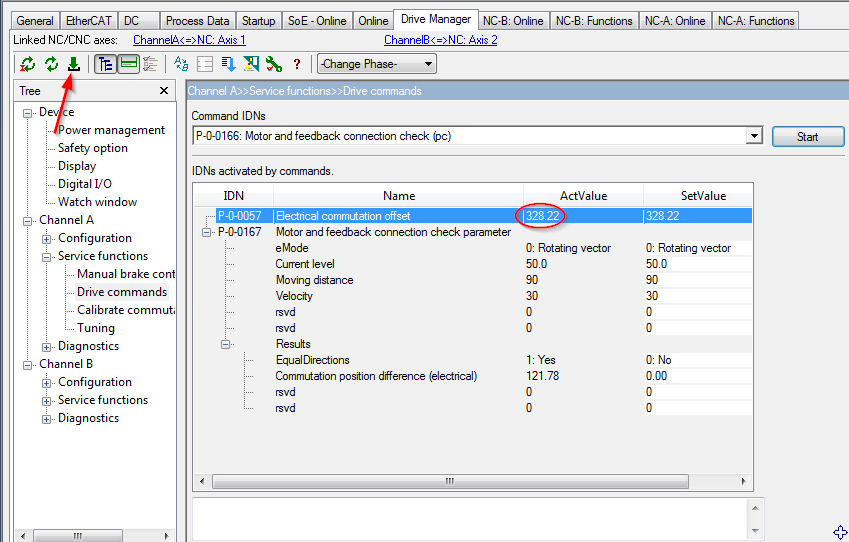 General EtherCAT DC Process Data Startup SoE - Online Online Drive Manager NC-B: Online NC-B: Functions NC-A: Online NC-A: Functions
Linked NC/CNC axes: ChannelA<=>NC: Axis 1 ChannelB<=>NC: Axis 2
-Change Phase-
Tree
Device
Power management
Safety option
Display
Digital I/O
Watch window
Channel A
Configuration
Service functions
Manual brake cont
Drive commands
Calibrate commuta
Tuning
Diagnostics
Channel B
Configuration
Service functions
Diagnostics
Channel A>>Service functions>>Drive commands
Command IDNs
P-0-0166: Motor and feedback connection check (pc) Start
IDNs activated by commands.
IDN Name ActValue SetValue
P-0-0057 Electrical commutation offset 328.22 328.22
P-0-0167 Motor and feedback connection check parameter
eMode 0: Rotating vector 0: Rotating vector
Current level 50.0 50.0
Moving distance 90 90
Velocity 30 30
rsvd 0 0
rsvd 0 0
Results
EqualDirections 1: Yes 0: No
Commutation position difference (electrical) 121.78 0.00
rsvd 0 0
rsvd 0 0